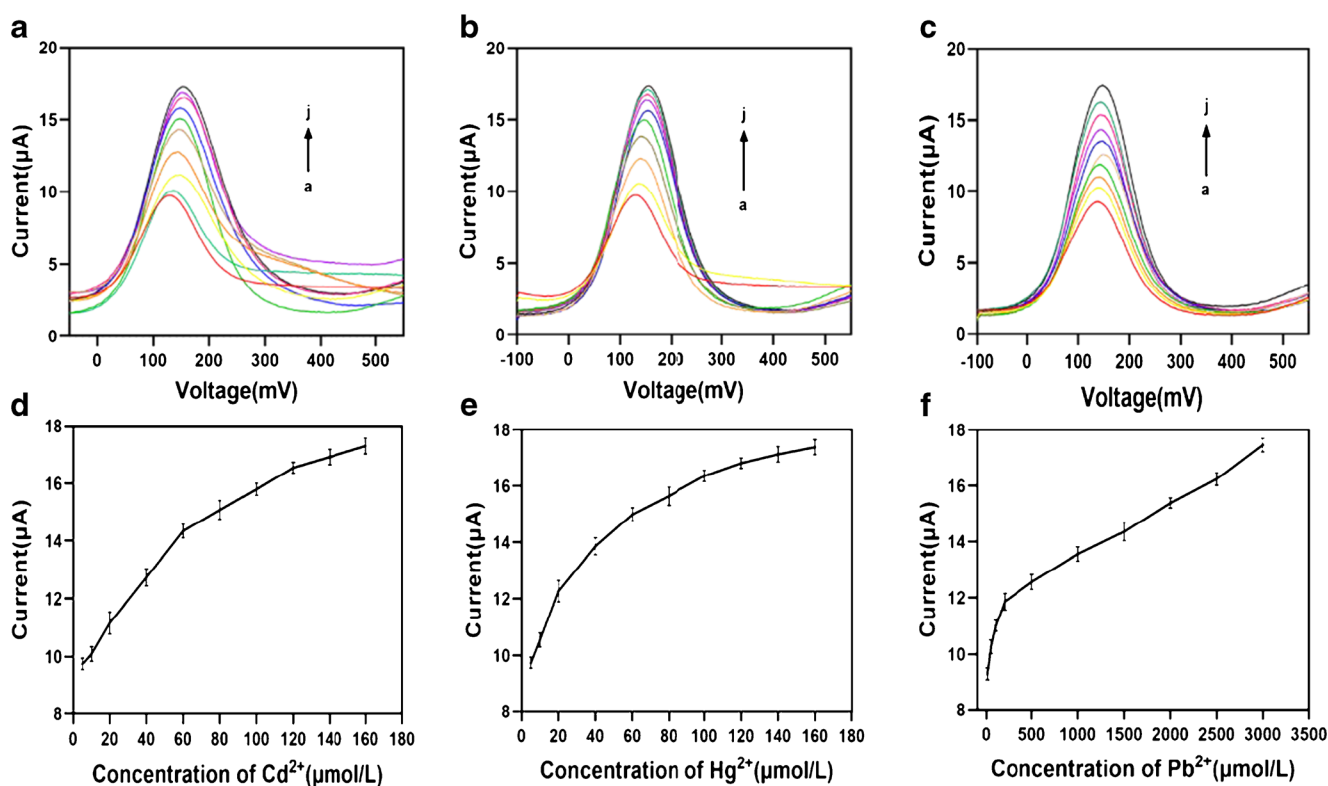 a
20
15
10
5
0
Current(μA)
j
a
0 100 200 300 400 500
Voltage(mV)
b
20
15
10
5
0
Current(μA)
j
a
-100 0 100 200 300 400 500
Voltage(mV)
c
20
15
10
5
0
Current(μA)
j
a
-100 0 100 200 300 400 500
Voltage(mV)
d
18
16
14
12
10
8
Current(μA)
0 20 40 60 80 100 120 140 160 180
Concentration of Cd²⁺(μmol/L)
e
18
16
14
12
10
8
Current(μA)
0 20 40 60 80 100 120 140 160 180
Concentration of Hg²⁺(μmol/L)
f
18
16
14
12
10
8
Current(μA)
0 500 1000 1500 2000 2500 3000 3500
Concentration of Pb²⁺(μmol/L)